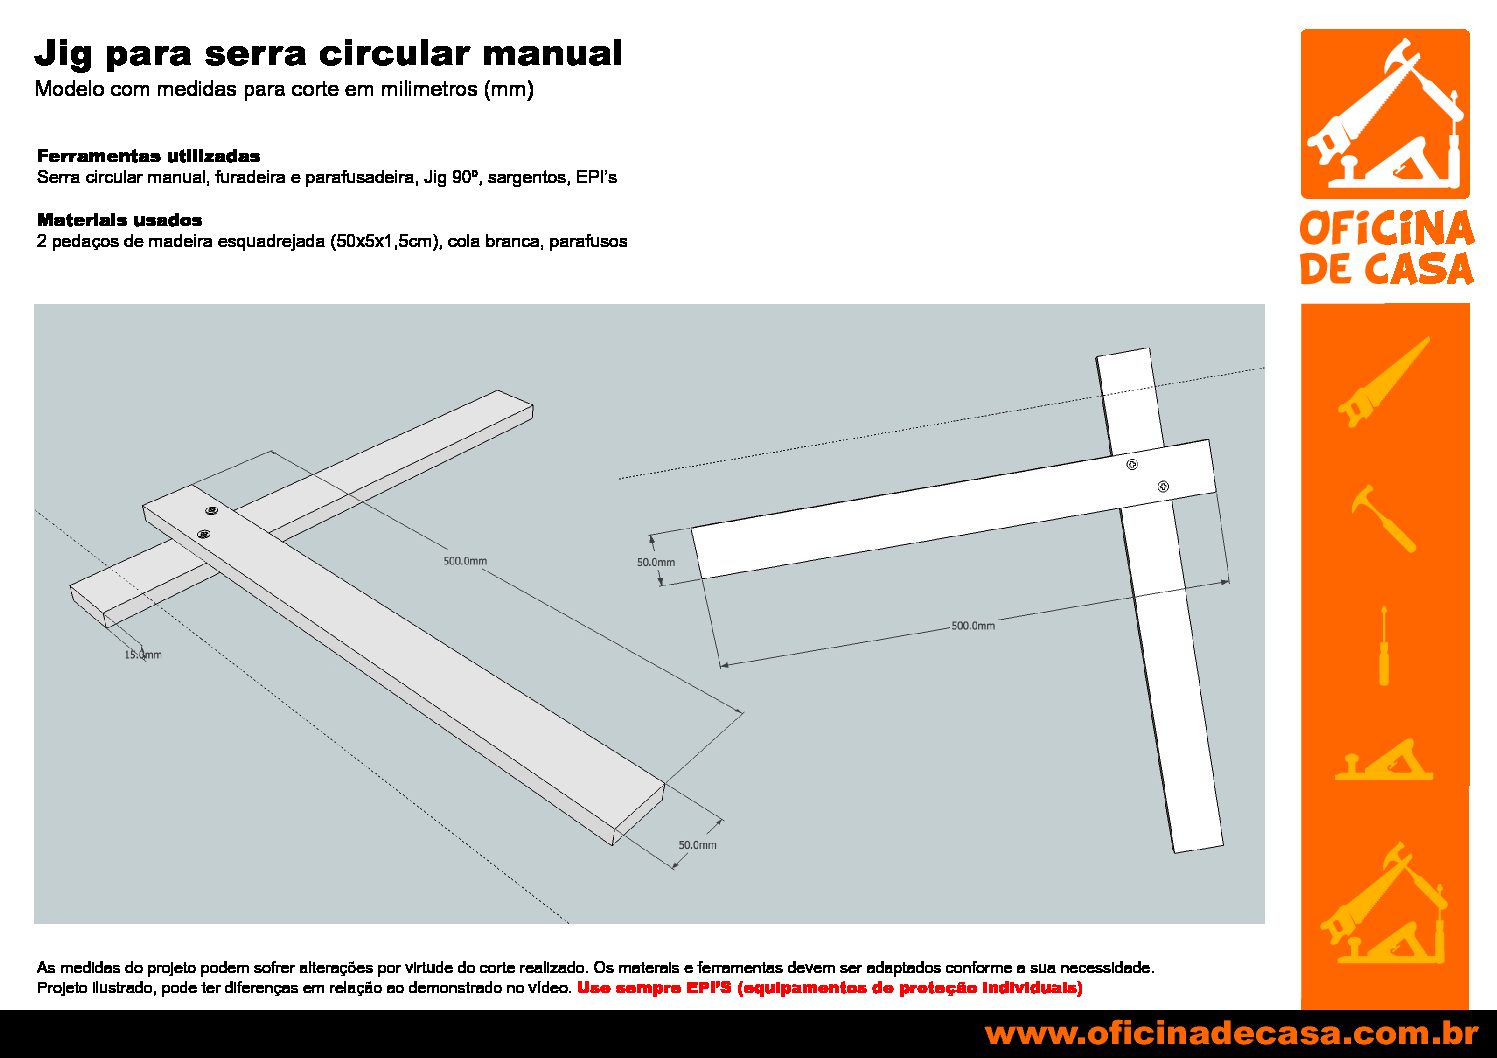 Jig para serra circular manual
Modelo com medidas para corte em milimetros (mm)
Ferramentas utilizadas
Serra circular manual, furadeira e parafusadeira, Jig 90º, sargentos, EPI's
Materiais usados
2 pedaços de madeira esquadrejada (50x5x1,5cm), cola branca, parafusos
OFiCiNA
DE CASA
500.0mm
15.0mm
50.0mm
50.0mm
500.0mm
As medidas do projeto podem sofrer alterações por virtude do corte realizado. Os materais e ferramentas devem ser adaptados conforme a sua necessidade.
Projeto ilustrado, pode ter diferenças em relação ao demonstrado no vídeo. Use sempre EPI'S (equipamentos de proteção individuais)
www.oficinadecasa.com.br